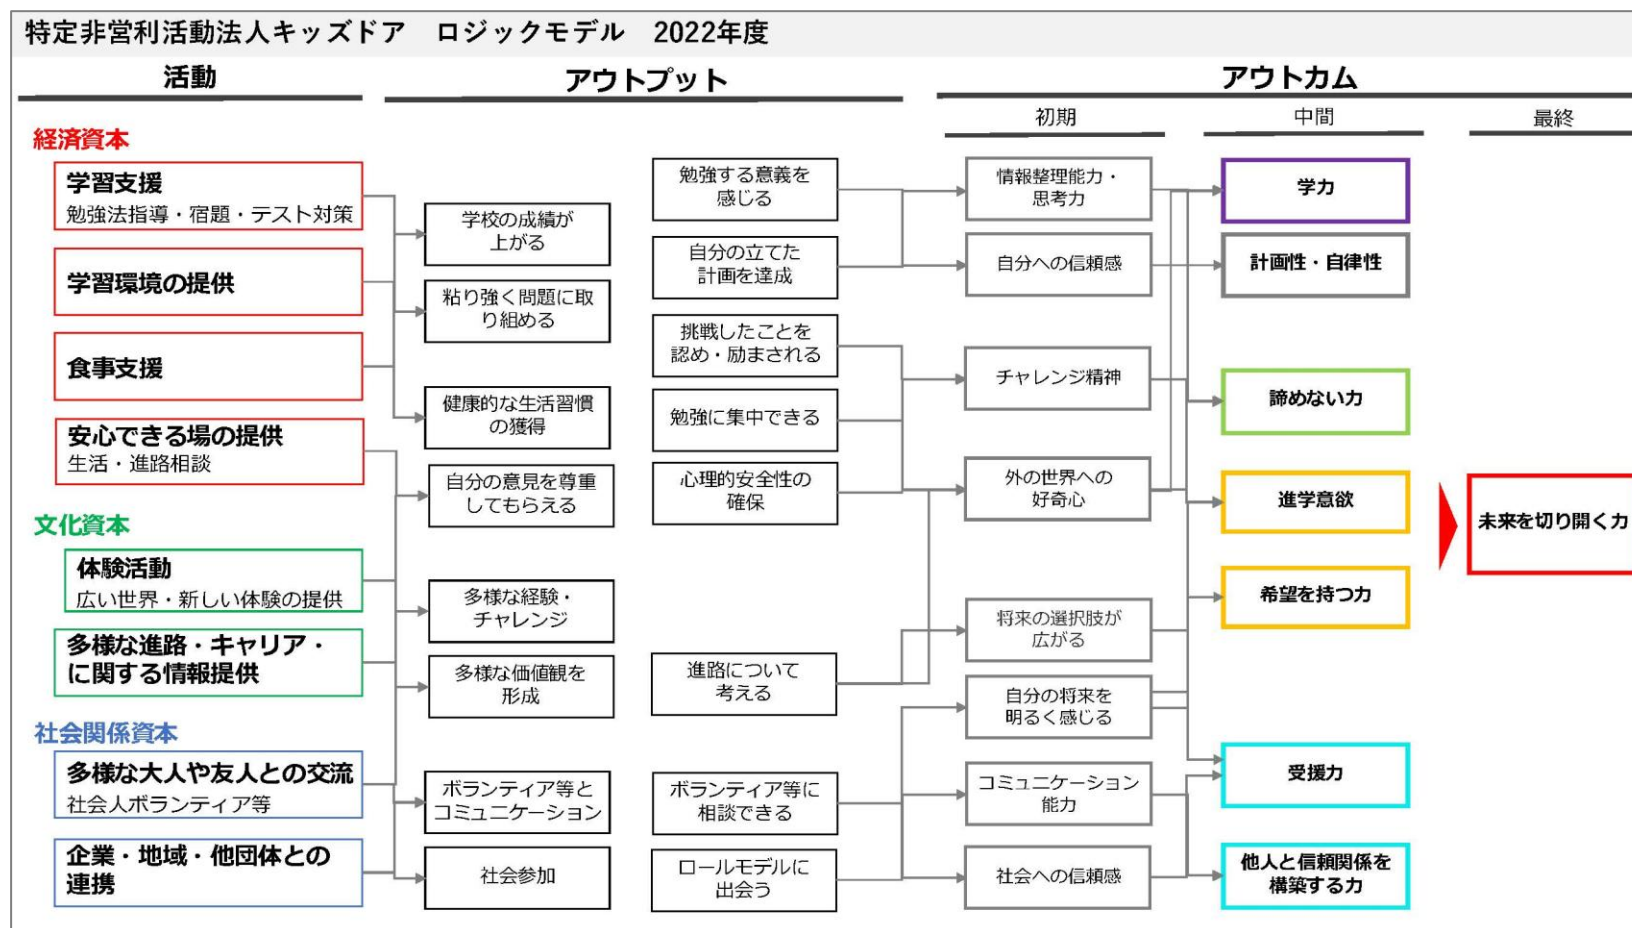 特定非営利活動法人キッズドア　ロジックモデル　2022年度
活動
アウトプット
アウトカム
初期
中間
最終
経済資本
学習支援
勉強法指導・宿題・テスト対策
学習環境の提供
食事支援
安心できる場の提供
生活・進路相談
文化資本
体験活動
広い世界・新しい体験の提供
多様な進路・キャリア・
に関する情報提供
社会関係資本
多様な大人や友人との交流
社会人ボランティア等
企業・地域・他団体との
連携
学校の成績が
上がる
粘り強く問題に取
り組める
健康的な生活習慣
の獲得
自分の意見を尊重
してもらえる
多様な経験・
チャレンジ
多様な価値観を
形成
ボランティア等と
コミュニケーション
社会参加
勉強する意義を
感じる
自分の立てた
計画を達成
挑戦したことを
認め・励まされる
勉強に集中できる
心理的安全性の
確保
進路について
考える
ボランティア等に
相談できる
ロールモデルに
出会う
情報整理能力・
思考力
自分への信頼感
チャレンジ精神
外の世界への
好奇心
将来の選択肢が
広がる
自分の将来を
明るく感じる
コミュニケーション
能力
社会への信頼感
学力
計画性・自律性
諦めない力
進学意欲
希望を持つ力
受援力
他人と信頼関係を
構築する力
未来を切り開く力